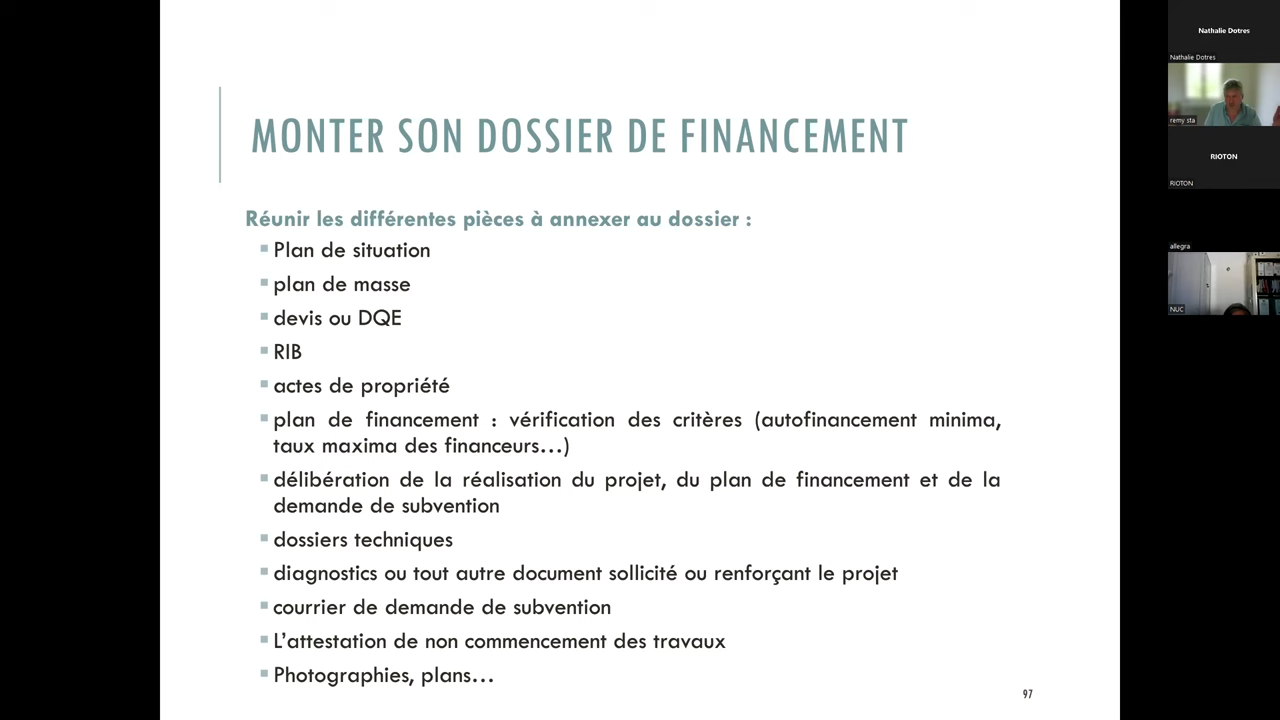 MONTER SON DOSSIER DE FINANCEMENT
Réunir les différentes pièces à annexer au dossier :
Plan de situation
plan de masse
devis ou DQE
RIB
actes de propriété
plan de financement : vérification des critères (autofinancement minima,
taux maxima des financeurs…)
délibération de la réalisation du projet, du plan de financement et de la
demande de subvention
dossiers techniques
diagnostics ou tout autre document sollicité ou renforçant le projet
courrier de demande de subvention
L’attestation de non commencement des travaux
Photographies, plans…
97
Nathalie Dotres
Nathalie Dotres
remy sta
RIOTON
RIOTON
allegra
NUC